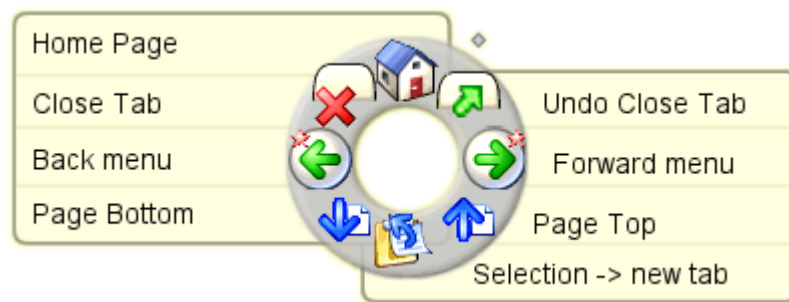 Home Page
Close Tab
Back menu
Page Bottom
Undo Close Tab
Forward menu
Page Top
Selection -> new tab